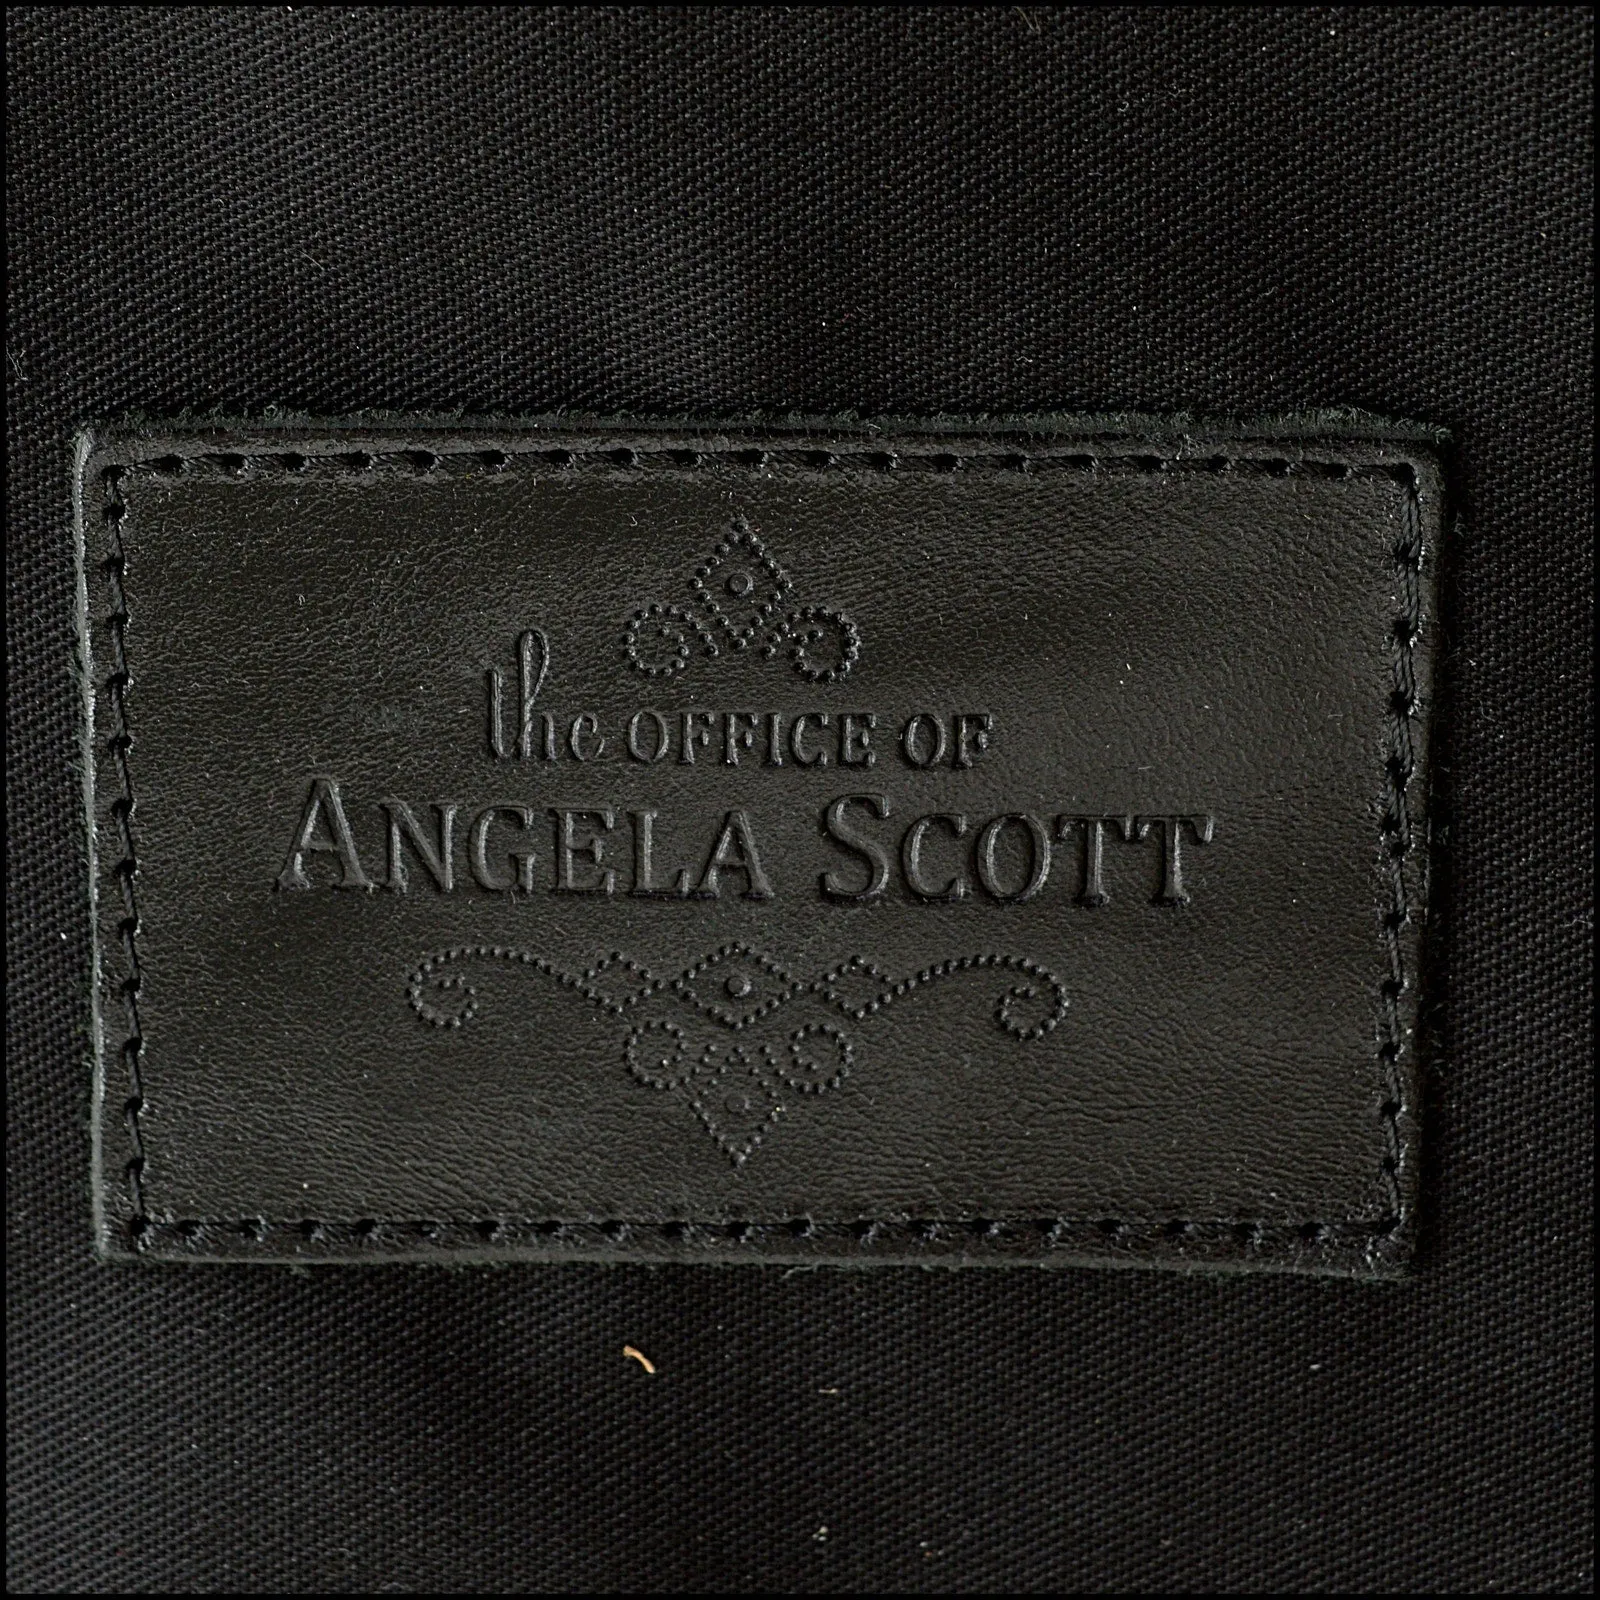 the OFFICE OF
ANGELA SCOTT